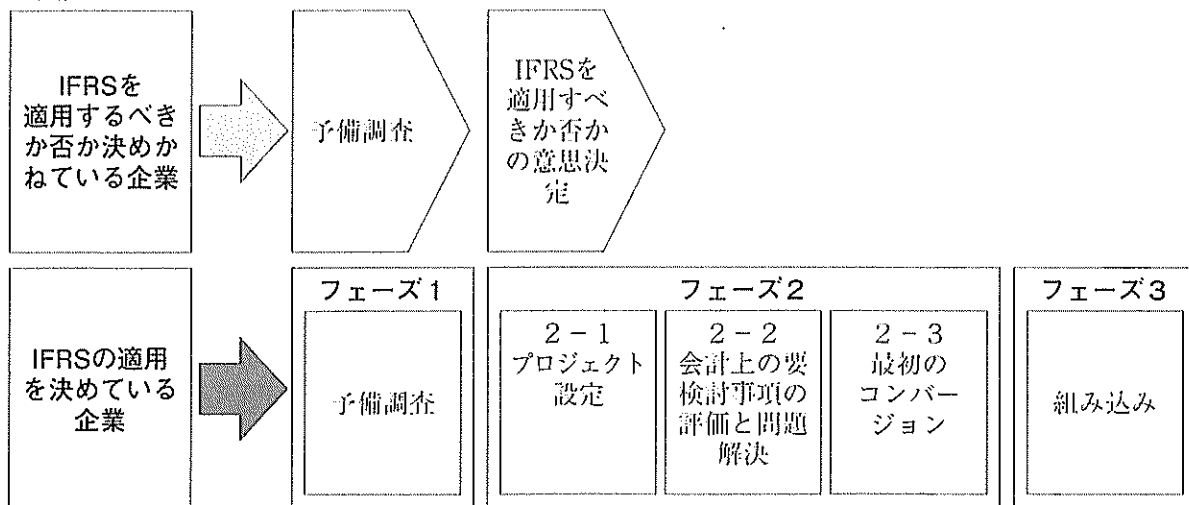 IFRSを
適用するべき
か否か決めか
ねている企業
予備調査
IFRSを
適用すべ
きか否か
の意思決
定
IFRSの適用
を決めている
企業
フェーズ1
予備調査
フェーズ2
2-1
プロジェクト
設定
2-2
会計上の要
検討事項の
評価と問題
解決
2-3
最初の
コンバー
ジョン
フェーズ3
組み込み